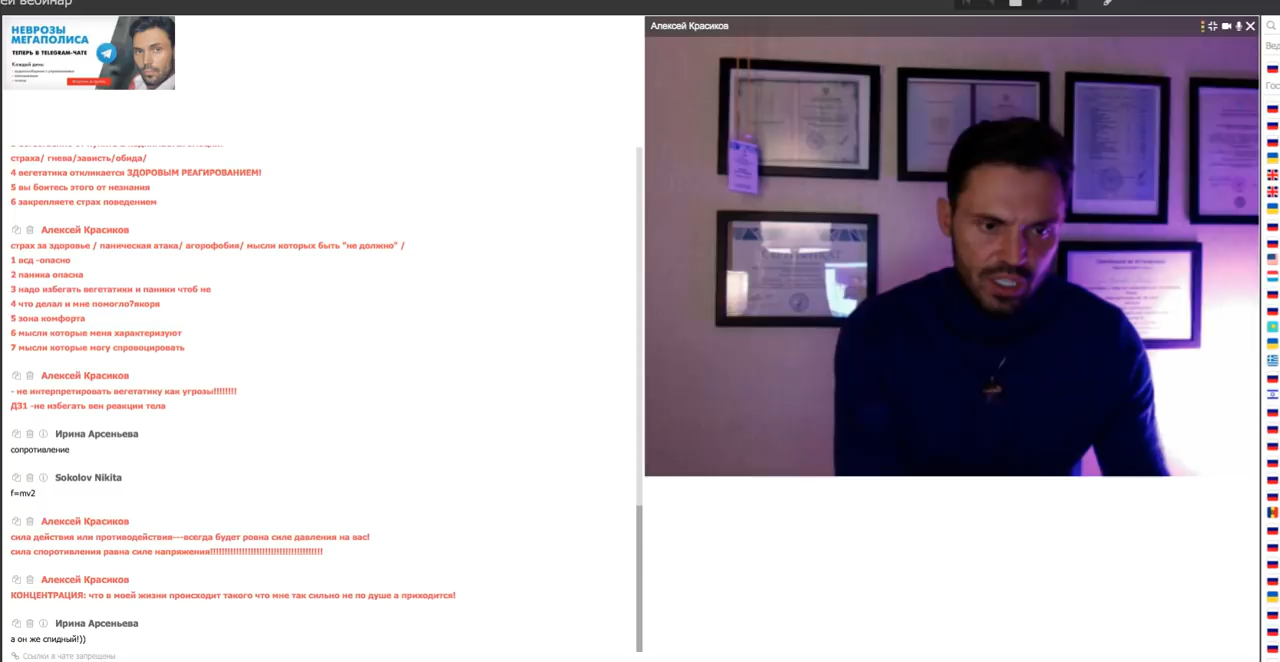 ей вебинар
НЕВРОЗЫ
МЕГАПОЛИСА
ТЕПЕРЬ В TELEGRAM-ЧАТЕ
Каждый день:
страха/ гнева/зависть/обида/
4 вегетатика откликается ЗДОРОВЫМ РЕАГИРОВАНИЕМ!
5 вы боитесь этого от незнания
6 закрепляете страх поведением
Алексей Красиков
страх за здоровье / паническая атака/ агорофобия/ мысли которых быть "не должно" /
1 всд -опасно
2 паника опасна
3 надо избегать вегетатики и паники чтоб не
4 что делал и мне помогло?якоря
5 зона комфорта
6 мысли которые меня характеризуют
7 мысли которые могу спровоцировать
Алексей Красиков
- не интерпретировать вегетатику как угрозы!!!!!!!!
ДЗ1 -не избегать вен реакции тела
Ирина Арсеньева
сопротивление
Sokolov Nikita
f=mv2
Алексей Красиков
сила действия или противодействия---всегда будет ровна силе давления на вас!
сила споротивления равна силе напряжения!!!!!!!!!!!!!!!!!!!!!!!!!!!!!!!!!!!!!!
Алексей Красиков
КОНЦЕНТРАЦИЯ: что в моей жизни происходит такого что мне так сильно не по душе а приходится!
Ирина Арсеньева
а он же спидный!))
Ссылки в чате запрещены
Алексей Красиков
Вед
Гос